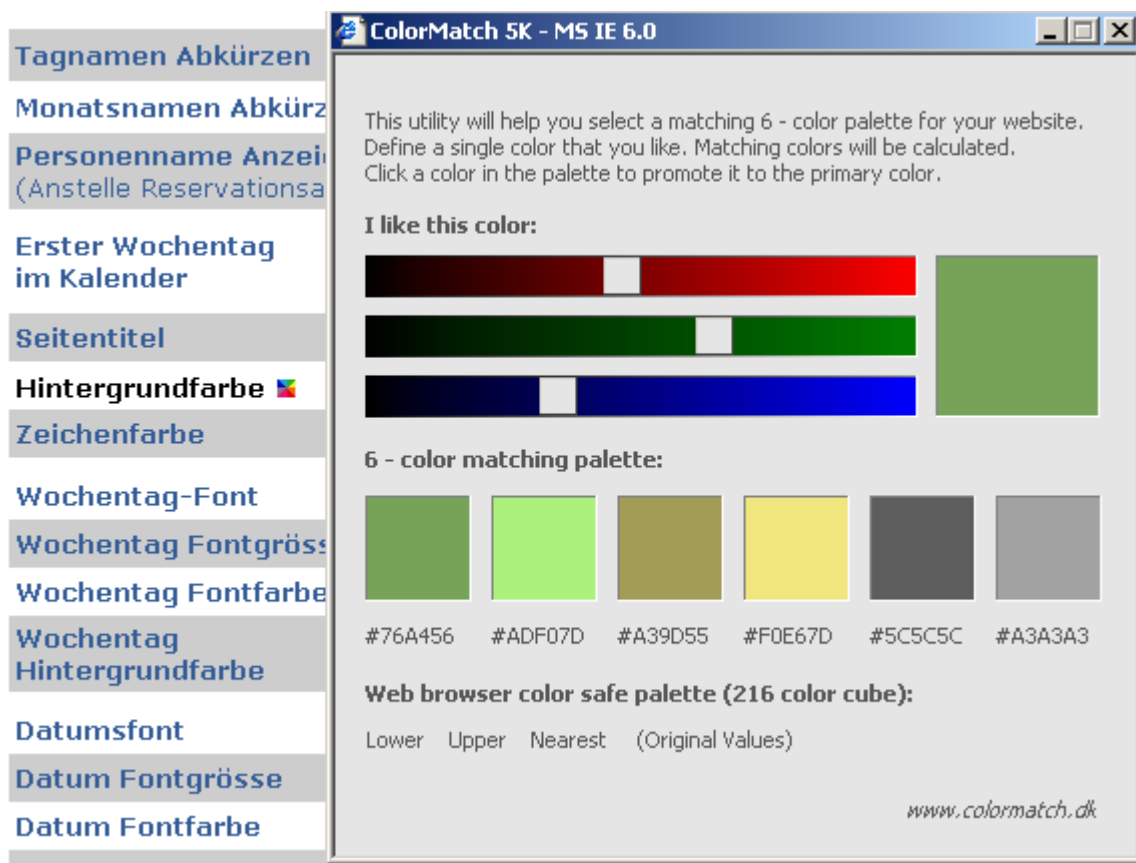 Tagnamen Abkürzen
Monatsnamen Abkürz
Personenname Anzei
(Anstelle Reservationsa
Erster Wochentag
im Kalender
Seitentitel
Hintergrundfarbe
Zeichenfarbe
Wochentag-Font
Wochentag Fontgröss
Wochentag Fontfarbe
Wochentag
Hintergrundfarbe
Datumsfont
Datum Fontgrösse
Datum Fontfarbe
ColorMatch 5K - MS IE 6.0
This utility will help you select a matching 6 - color palette for your website.
Define a single color that you like. Matching colors will be calculated.
Click a color in the palette to promote it to the primary color.
I like this color:
6 - color matching palette:
#76A456 #ADF07D #A39D55 #F0E67D #5C5C5C #A3A3A3
Web browser color safe palette (216 color cube):
Lower Upper Nearest (Original Values)
www.colormatch.dk